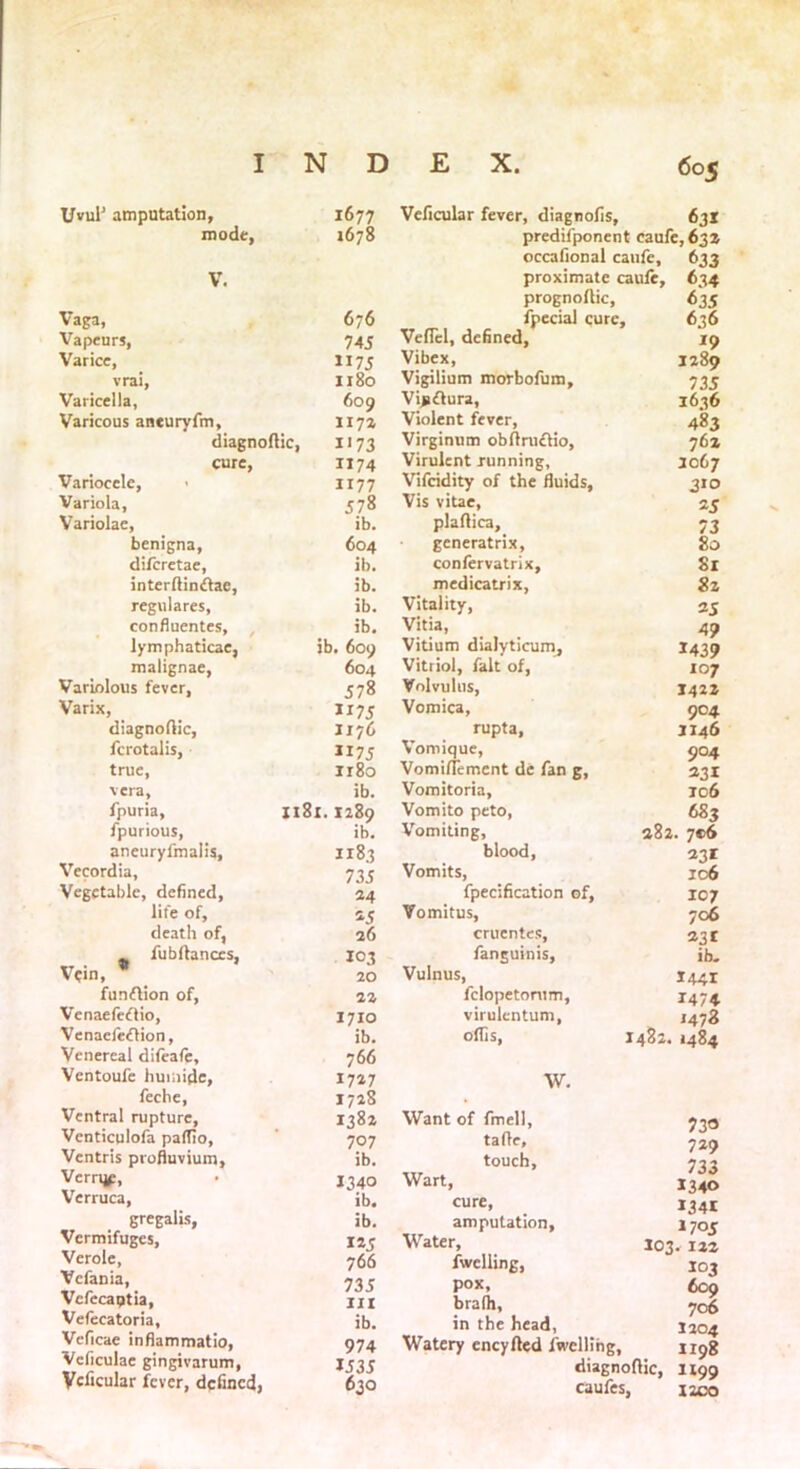 INDEX. 605
Uvul' amputation, 1677
mode, 1678
V.
Vaga, 676
Vapeurs, 745
Varice, 1175
vrai, 1180
Varicella, 609
Varicous aneuryſm, 1172
diagnoſtic, 1173
cure, 1174
Variocele, 1177
Variola, 578
Variolae, ib.
benigna, 604
diſcretae, ib.
interſtinctae, ib.
regulares, ib.
confluentes, ib.
lymphaticae, ib. 609
malignae, 604
Variolous fever, 578
Varix, 1175
diagnoſtic, 1176
ſcrotalis, 1175
true, 1180
vera, ib.
ſpuria, 1181. 1289
ſpurious, ib.
aneuryſmalis, 1183
Vecordia, 735
Vegetable, defined, 24
life of, 25
death of, 26
ſubſtances, 103
Vein, 20
function of, 22
Venaeſectio, 1710
Venaeſection, ib.
Venereal diſeaſe, 766
Ventouſe humide, 1727
ſeche, 1728
Ventral rupture, 1382
Venticuloſa paſſio, 707
Ventris profluvium, ib.
Verrue, 1340
Verruca, ib.
gregalis, ib.
Vermifuges, 125
Verole, 766
Veſania, 735
Veſecaptia, 111
Veſecatoria, ib.
Veſicae inflammatio, 974
Veſiculae gingivarum, 1535
Veſicular fever, defined, 630
Veſicular fever, diagnoſis, 631
prediſponent cauſe, 632
occaſional cauſe, 633
proximate cauſe, 634
prognoſtic, 635
ſpecial cure, 636
Veſſel, defined, 19
Vibex, 1289
Vigilium morboſum, 735
Vipctura, 1636
Violent fever, 483
Virginum obſtructio, 762
Virulent running, 1067
Viſcidity of the fluids, 310
Vis vitae, 25
plaſtica, 73
generatrix, 80
conſervatrix, 81
medicatrix, 82
Vitality, 25
Vitia, 49
Vitium dialyticum, 1439
Vitriol, ſalt of, 107
Volvulus, 1422
Vomica, 904
rupta, 1146
Vomique, 904
Vomiſſement de ſan g, 231
Vomitoria, 106
Vomito peto, 683
Vomiting, 282. 706
blood, 231
Vomits, 106
ſpecification of, 107
Vomitus, 706
cruentes, 231
ſanguinis, ib.
Vulnus, 1441
ſclopetorum, 1474
virulentum, 1478
oſſis, 1482. 1484
W.
Want of ſmell, 730
taſte, 729
touch, 733
Wart, 1340
cure, 1341
amputation, 1705
Water, 103. 122
ſwelling, 103
pox, 609
braſh, 706
in the head, 1204
Watery encyſted ſwelling, 1198
diagnoſtic, 1199
cauſes, 1200